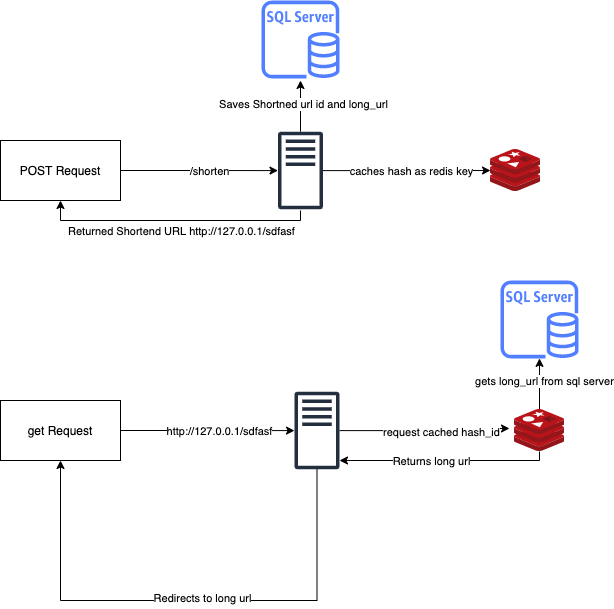 SQL Server
Saves Shortned url id and long_url
POST Request
/shorten
caches hash as redis key
Returned Shortend URL http://127.0.0.1/sdfasf
SQL Server
gets long_url from sql server
get Request
http://127.0.0.1/sdfasf
request cached hash_id
Returns long url
Redirects to long url